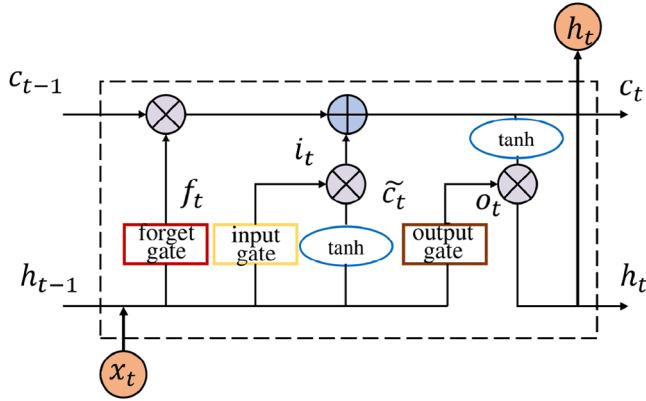 h_t
c_{t-1}
c_t
tanh
i_t
f_t
c̃_t
o_t
forget
gate
input
gate
tanh
output
gate
h_{t-1}
h_t
x_t